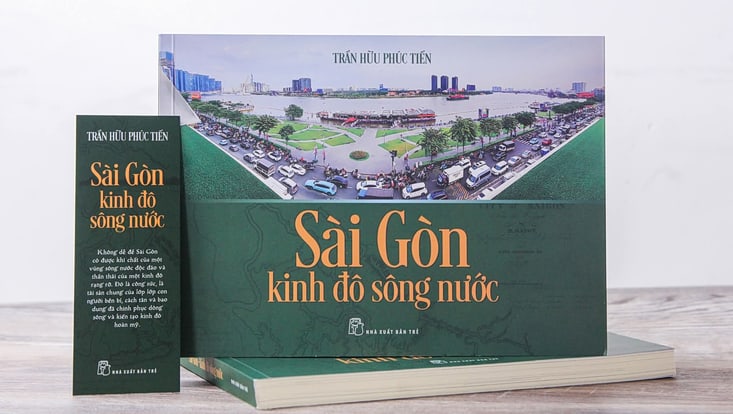 TRẦN HỮU PHÚC TIẾN
Sài Gòn
kinh đô sông nước
NHÀ XUẤT BẢN TRẺ
TRẦN HỮU PHÚC TIẾN
Sài Gòn
kinh đô
sông nước
Không dễ để Sài Gòn
có được khí chất của một
vùng sông nước độc đáo và
thần thái của một kinh đô
rạng rỡ. Đó là công sức, là
tài sản chung của lớp lớp con
người bền bỉ, cách tân và bao
dung đã chinh phục dòng
sông và kiến tạo kinh đô
hoàn mỹ.
NHÀ XUẤT BẢN TRẺ